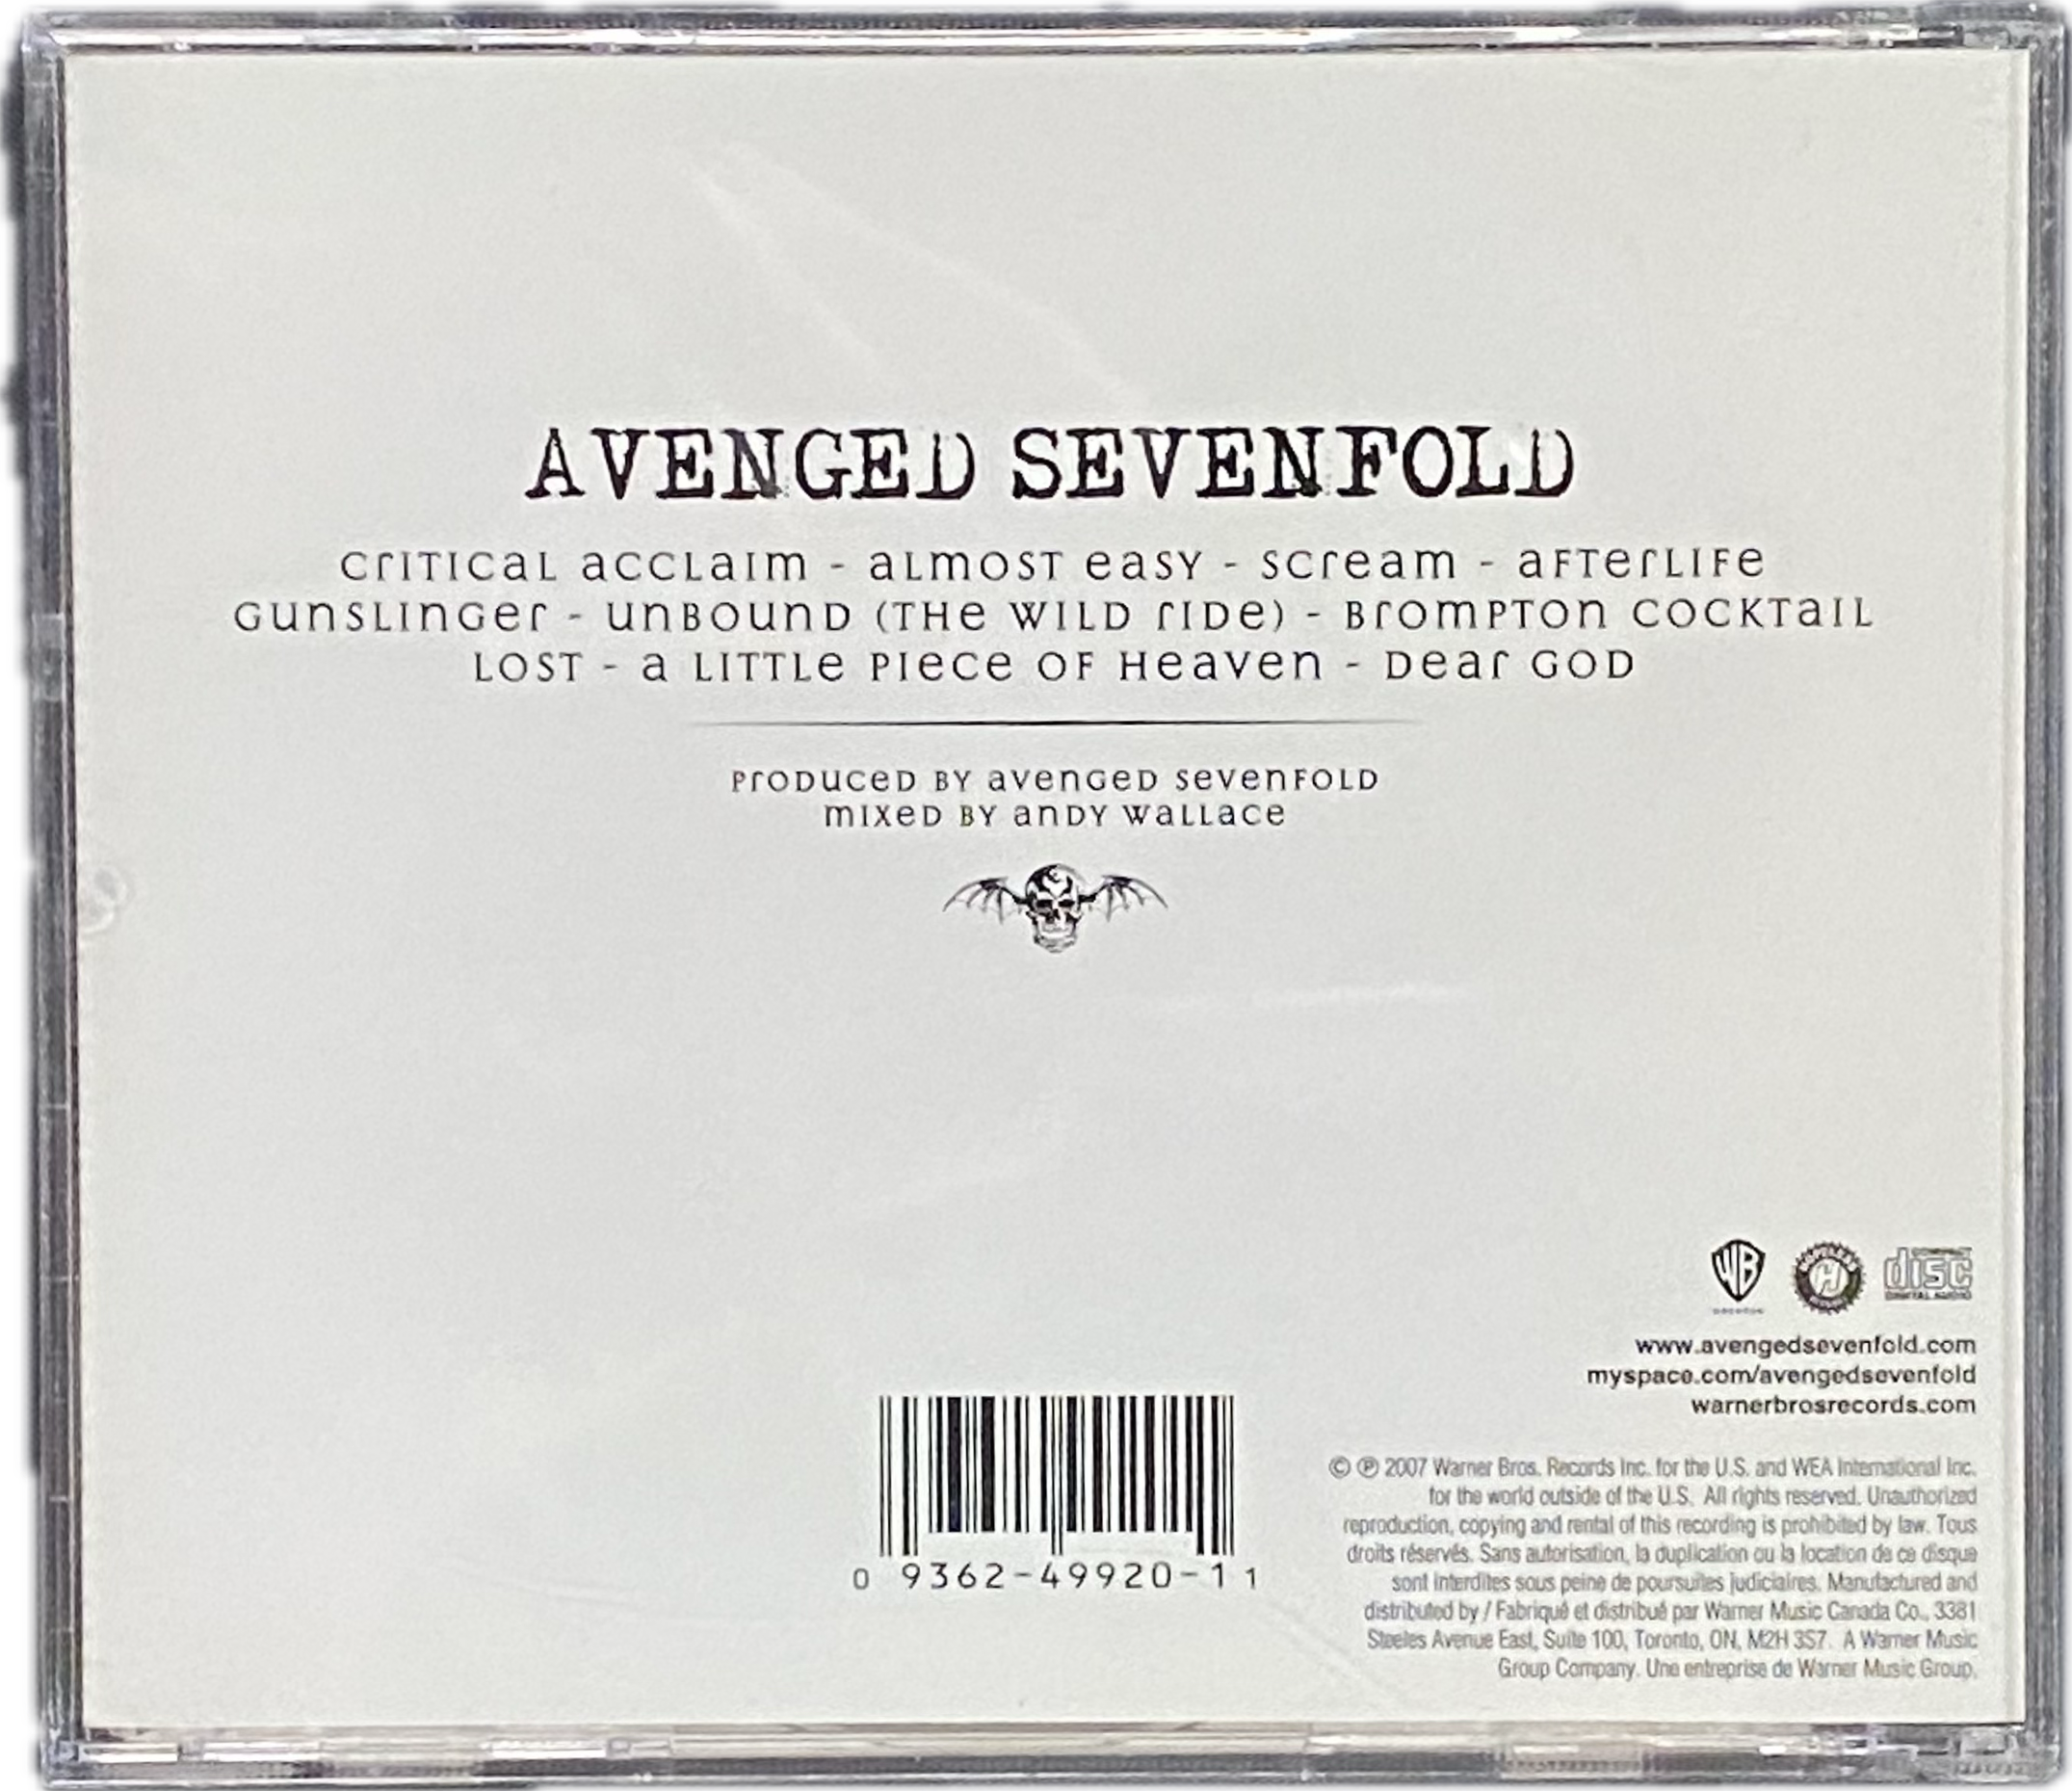 AVENGED SEVENFOLD
CRITICAL ACCLAIM - ALMOST EASY - SCREAM - AFTERLIFE
GUNSLINGER - UNBOUND (THE WILD RIDE) - BROMPTON COCKTAIL
LOST - A LITTLE PIECE OF HEAVEN - DEAR GOD
PRODUCED BY AVENGED SEVENFOLD
MIXED BY ANDY WALLACE
WB
H
disc
DIGITAL AUDIO
www.avengedsevenfold.com
myspace.com/avengedsevenfold
warnerbrosrecords.com
0 9362-49920-1 1
© ℗ 2007 Warner Bros. Records Inc. for the U.S. and WEA International Inc.
for the world outside of the U.S. All rights reserved. Unauthorized
reproduction, copying and rental of this recording is prohibited by law. Tous
droits réservés. Sans autorisation, la duplication ou la location de ce disque
sont interdites sous peine de poursuites judiciaires. Manufactured and
distributed by / Fabriqué et distribué par Warner Music Canada Co., 3381
Steeles Avenue East, Suite 100, Toronto, ON, M2H 3S7. A Warner Music
Group Company. Une entreprise de Warner Music Group.